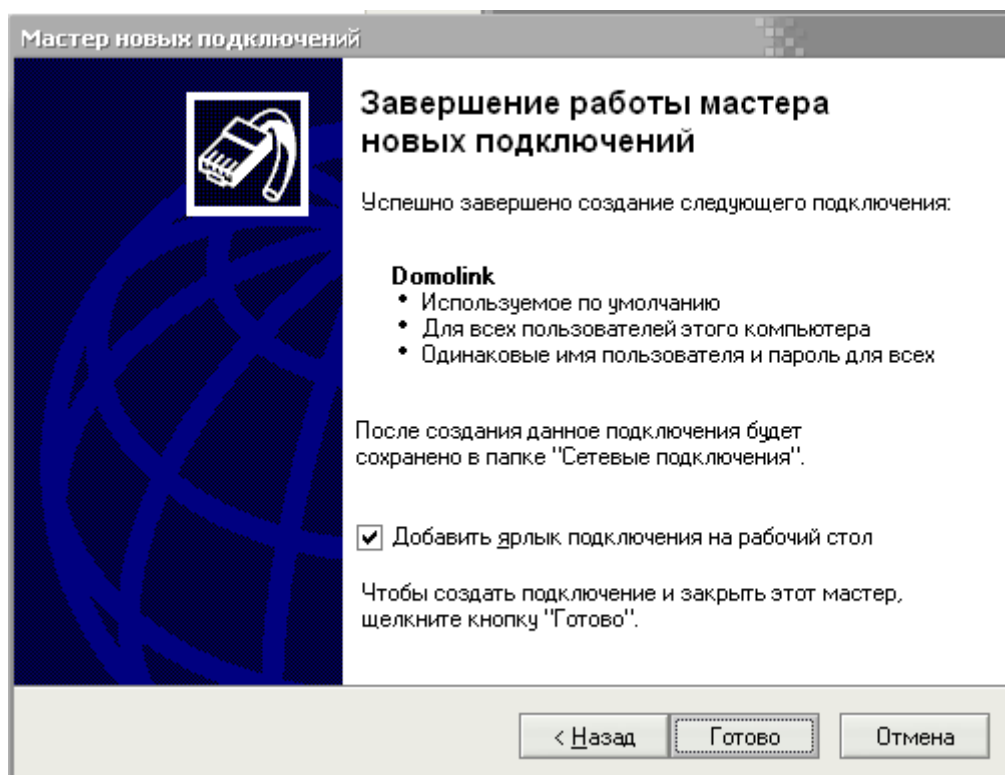 Мастер новых подключений
Завершение работы мастера
новых подключений
Успешно завершено создание следующего подключения:
Domolink
• Используемое по умолчанию
• Для всех пользователей этого компьютера
• Одинаковые имя пользователя и пароль для всех
После создания данное подключения будет
сохранено в папке "Сетевые подключения".
Добавить ярлык подключения на рабочий стол
Чтобы создать подключение и закрыть этот мастер,
щелкните кнопку "Готово".
< Назад
Готово
Отмена